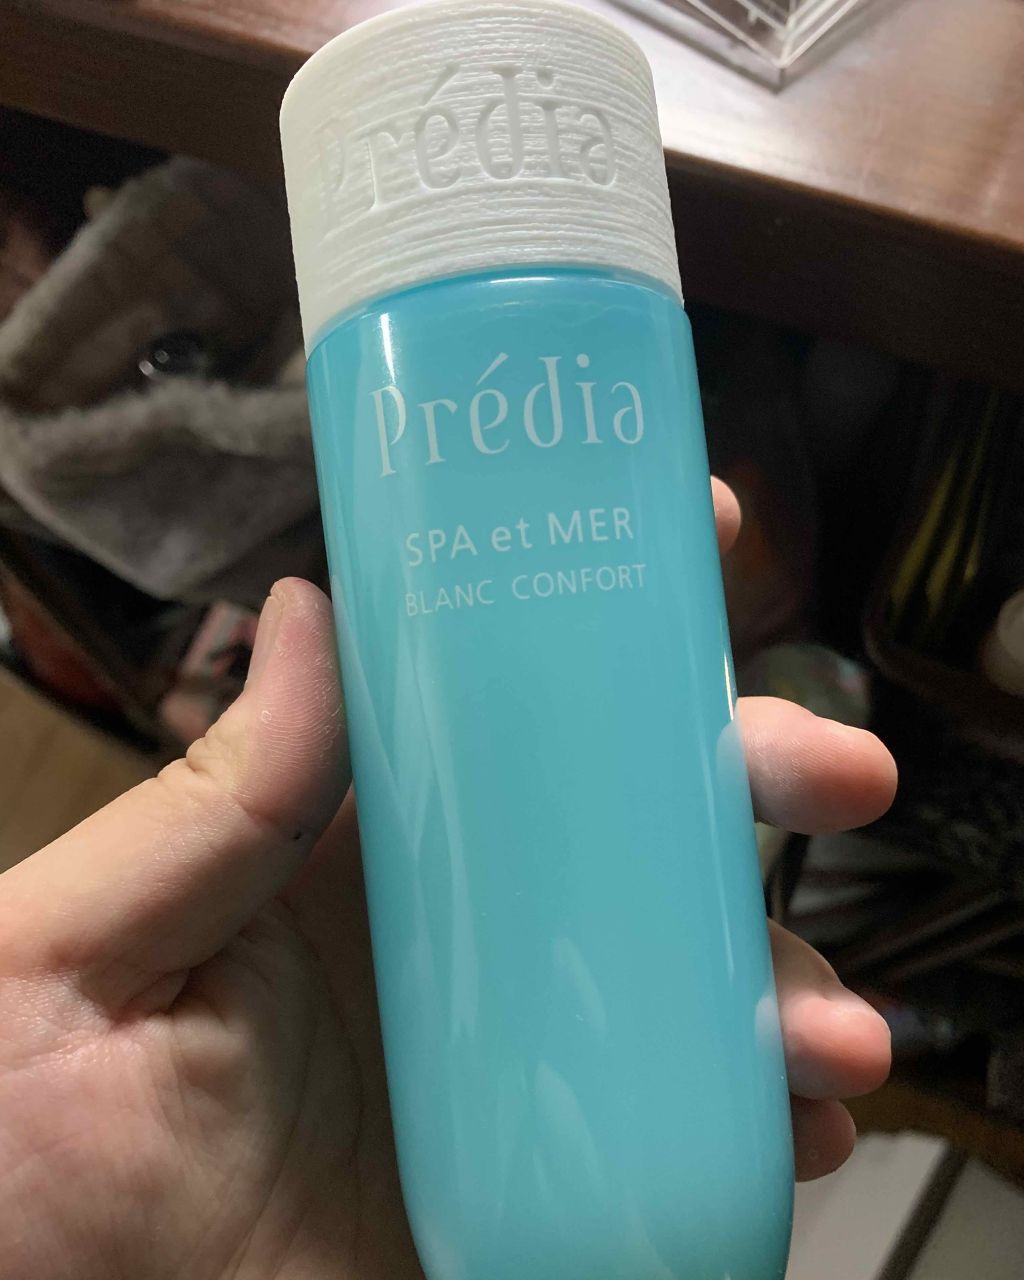 Prédia
Prédia
SPA et MER
BLANC CONFORT